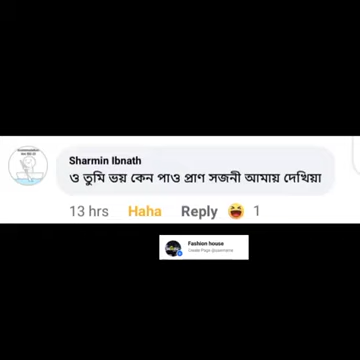 Sharmin Ibnath
ও তুমি ভয় কেন পাও প্রাণ সজনী আমায় দেখিয়া
13 hrs Haha Reply 😆 1
Fashion house